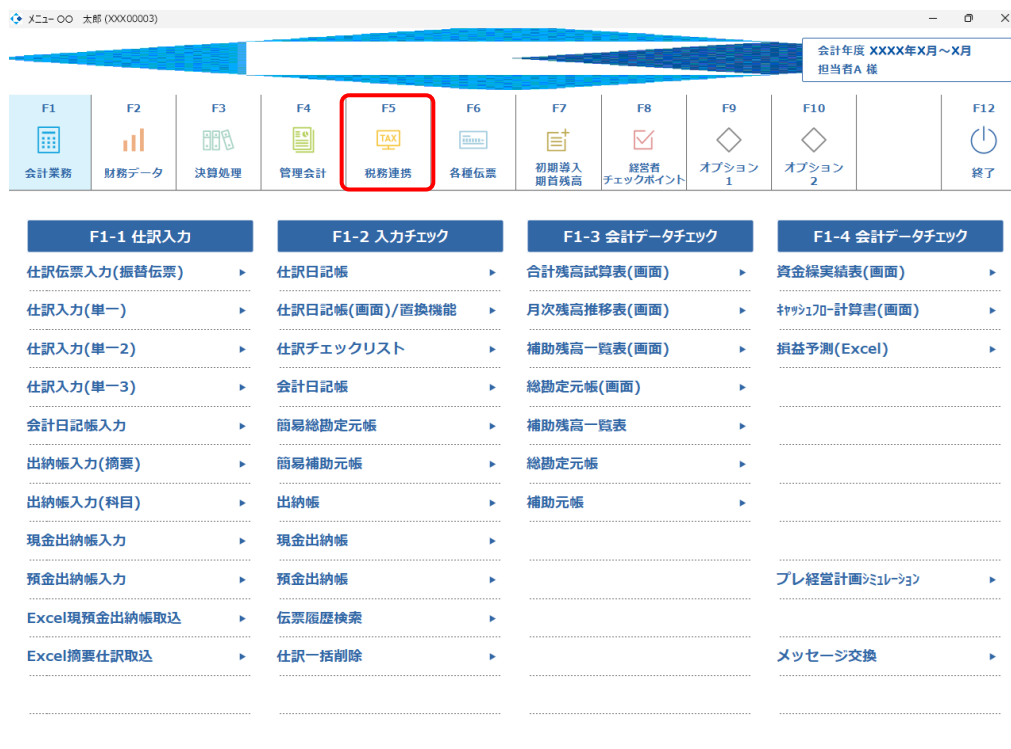 メニュー ○○　太郎 (XXX00003)
会計年度 XXXX年X月～X月
担当者A 様
F1
F2
F3
F4
F5
F6
F7
F8
F9
F10
F12
TAX
会計業務
財務データ
決算処理
管理会計
税務連携
各種伝票
初期導入
期首残高
経営者
チェックポイント
オプション
1
オプション
2
終了
F1-1 仕訳入力
仕訳伝票入力(振替伝票)
仕訳入力(単一)
仕訳入力(単一2)
仕訳入力(単一3)
会計日記帳入力
出納帳入力(摘要)
出納帳入力(科目)
現金出納帳入力
預金出納帳入力
Excel現預金出納帳取込
Excel摘要仕訳取込
F1-2 入力チェック
仕訳日記帳
仕訳日記帳(画面)/置換機能
仕訳チェックリスト
会計日記帳
簡易総勘定元帳
簡易補助元帳
出納帳
現金出納帳
預金出納帳
伝票履歴検索
仕訳一括削除
F1-3 会計データチェック
合計残高試算表(画面)
月次残高推移表(画面)
補助残高一覧表(画面)
総勘定元帳(画面)
補助残高一覧表
総勘定元帳
補助元帳
F1-4 会計データチェック
資金繰実績表(画面)
ｷｬｯｼｭﾌﾛｰ計算書(画面)
損益予測(Excel)
プレ経営計画ｼﾐｭﾚｰｼｮﾝ
メッセージ交換